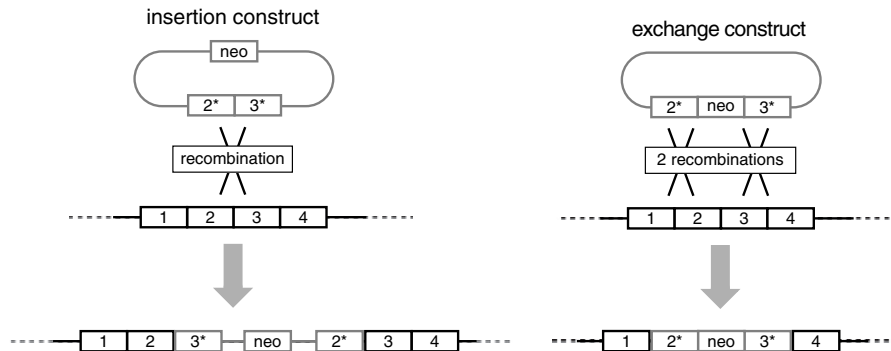 insertion construct
neo
2* 3*
recombination
1 2 3 4
1 2 3* neo 2* 3 4
exchange construct
2* neo 3*
2 recombinations
1 2 3 4
1 2* neo 3* 4